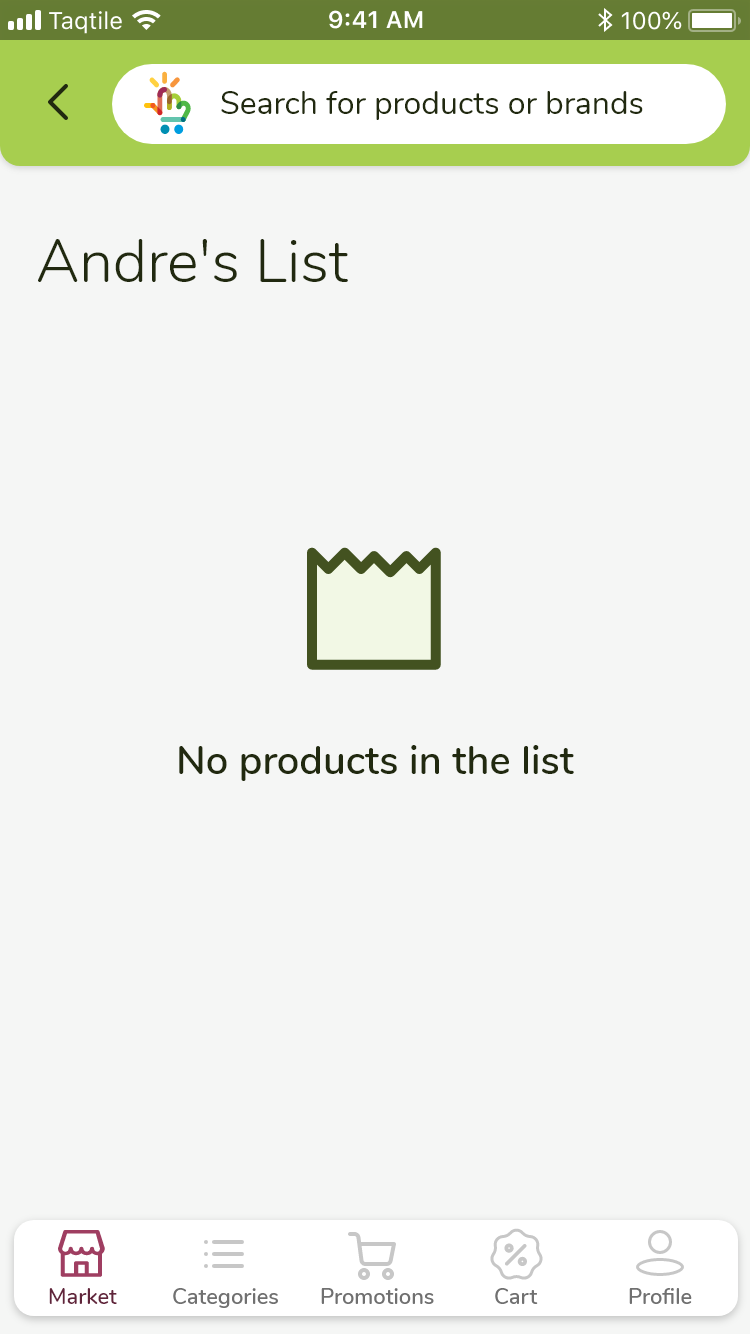 Taqtile 9:41 AM 100%
Search for products or brands
Andre's List
No products in the list
Market Categories Promotions Cart Profile